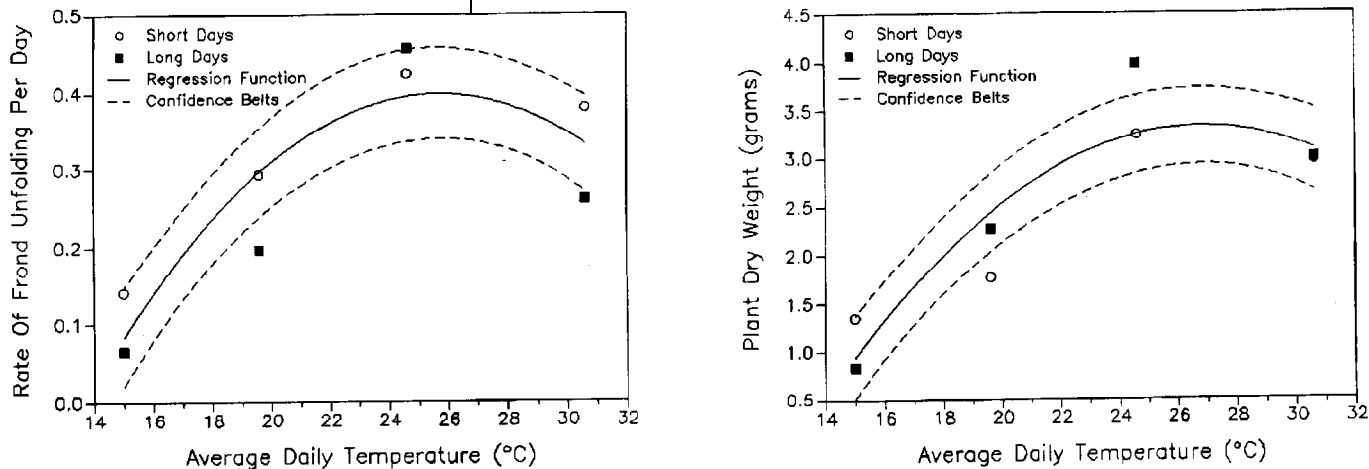 Rate Of Frond Unfolding Per Day
0.5
0.4
0.3
0.2
0.1
0.0
Short Days
Long Days
Regression Function
Confidence Belts
14 16 18 20 22 24 26 28 30 32
Average Daily Temperature (°C)
Plant Dry Weight (grams)
4.5
4.0
3.5
3.0
2.5
2.0
1.5
1.0
0.5
Short Days
Long Days
Regression Function
Confidence Belts
14 16 18 20 22 24 26 28 30 32
Average Daily Temperature (°C)